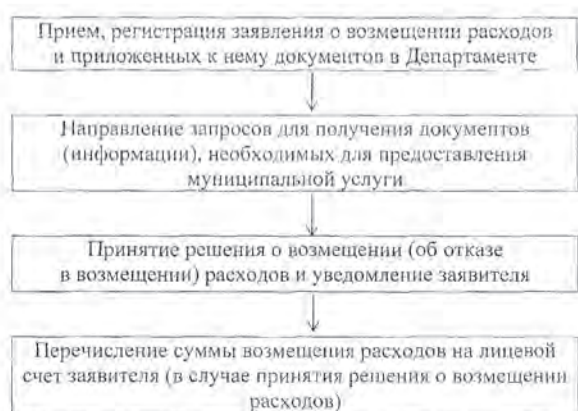 Прием, регистрация заявления о возмещении расходов
и приложенных к нему документов в Департаменте
Направление запросов для получения документов
(информации), необходимых для предоставления
муниципальной услуги
Принятие решения о возмещении (об отказе
в возмещении) расходов и уведомление заявителя
Перечисление суммы возмещения расходов на лицевой
счет заявителя (в случае принятия решения о возмещении
расходов)